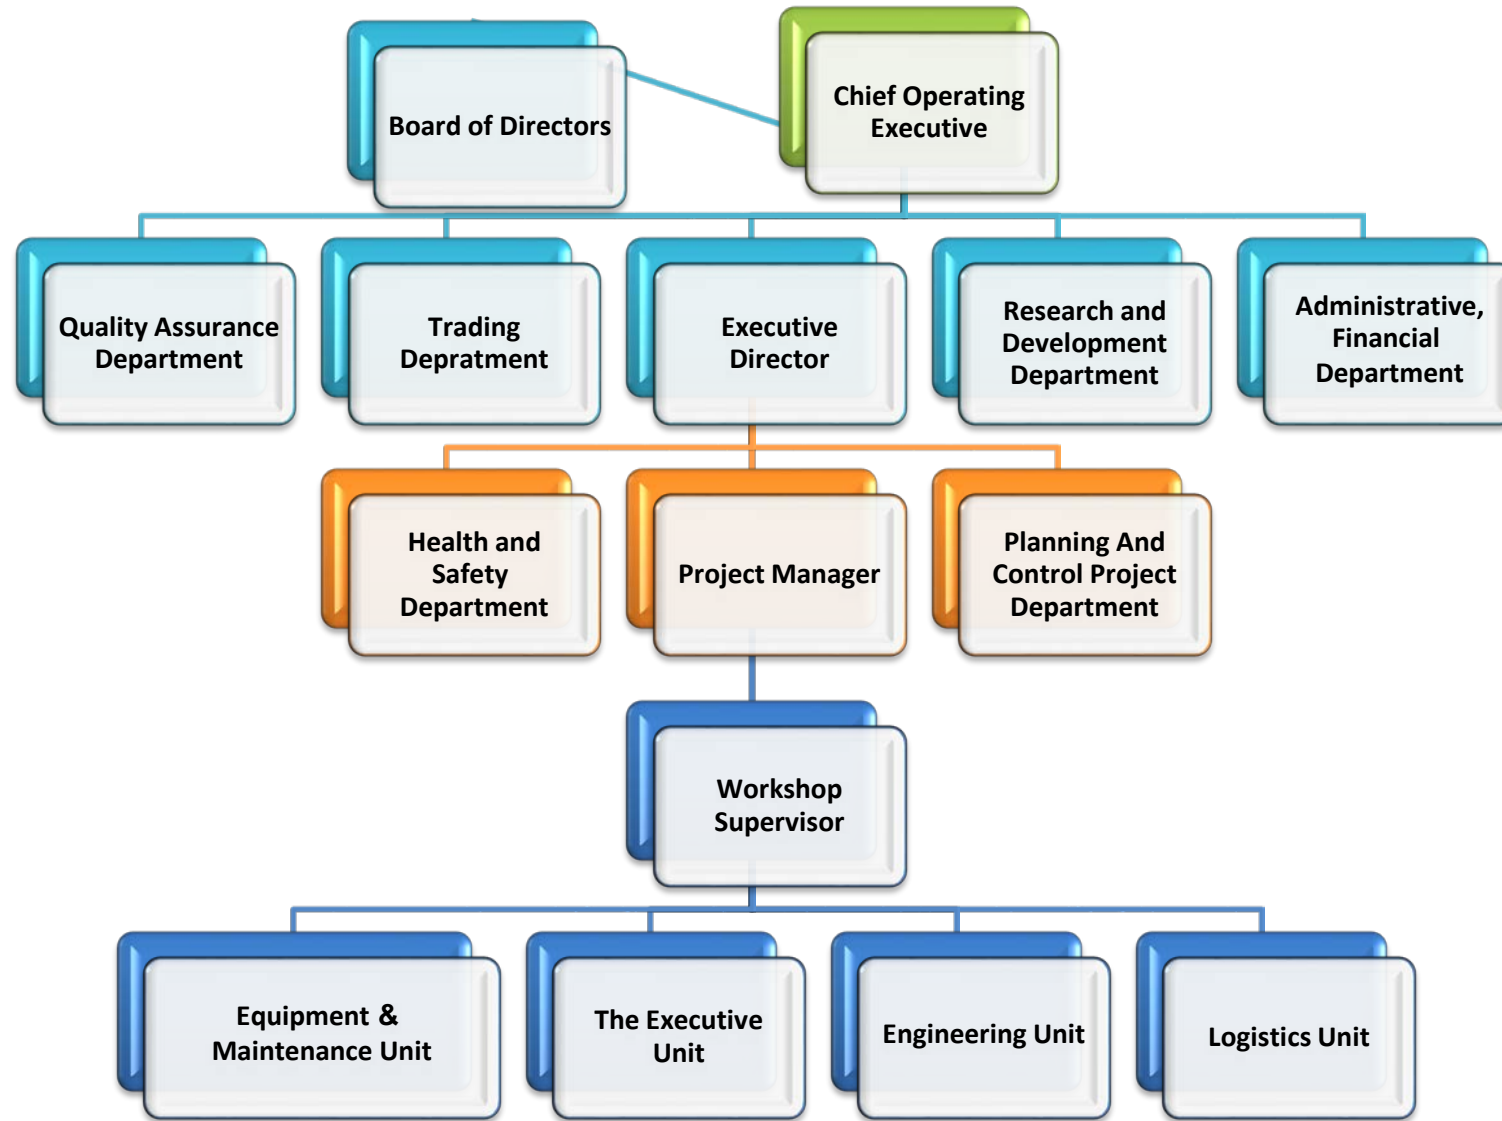 Board of Directors
Chief Operating
Executive
Quality Assurance
Department
Trading
Depratment
Executive
Director
Research and
Development
Department
Administrative,
Financial
Department
Health and
Safety
Department
Project Manager
Planning And
Control Project
Department
Workshop
Supervisor
Equipment &
Maintenance Unit
The Executive
Unit
Engineering Unit
Logistics Unit